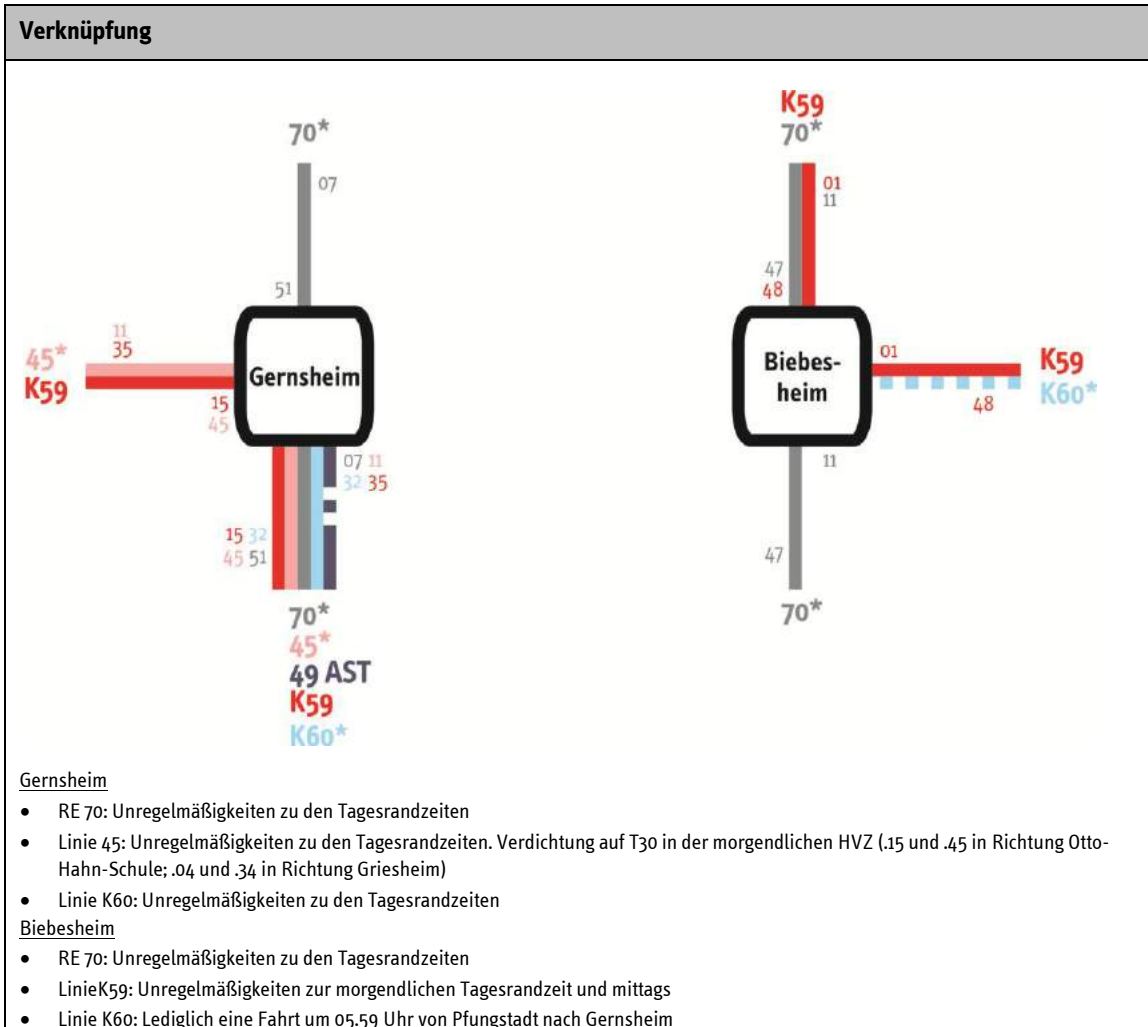 Verknüpfung
70*
07
51
11
35
45*
K59
Gernsheim
15
45
07 11
32 35
15 32
45 51
70*
45*
49 AST
K59
K60*
K59
70*
01
11
47
48
Biebes-
heim
01
K59
K60*
48
11
47
70*
Gernsheim
• RE 70: Unregelmäßigkeiten zu den Tagesrandzeiten
• Linie 45: Unregelmäßigkeiten zu den Tagesrandzeiten. Verdichtung auf T30 in der morgendlichen HVZ (.15 und .45 in Richtung Otto-
Hahn-Schule; .04 und .34 in Richtung Griesheim)
• Linie K60: Unregelmäßigkeiten zu den Tagesrandzeiten
Biebesheim
• RE 70: Unregelmäßigkeiten zu den Tagesrandzeiten
• LinieK59: Unregelmäßigkeiten zur morgendlichen Tagesrandzeit und mittags
• Linie K60: Lediglich eine Fahrt um 05.59 Uhr von Pfungstadt nach Gernsheim